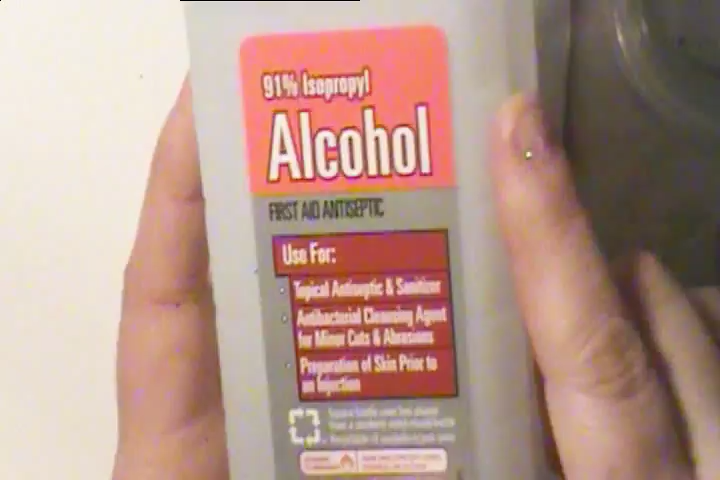 91% Isopropyl
Alcohol
FIRST AID ANTISEPTIC
Use For:
Topical Antiseptic & Sanitizer
Antibacterial Cleansing Agent
for Minor Cuts & Abrasions
Preparation of Skin Prior to
an Injection